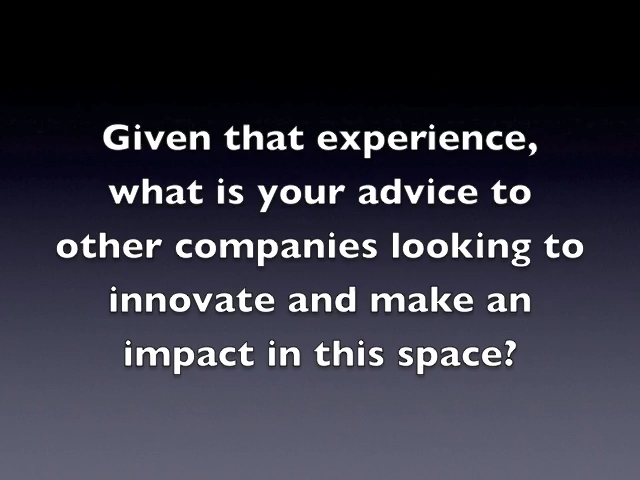 Given that experience,
what is your advice to
other companies looking to
innovate and make an
impact in this space?